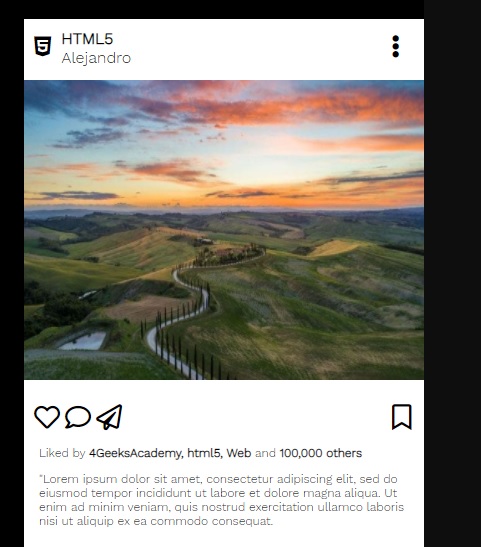 HTML5
Alejandro
Liked by 4GeeksAcademy, html5, Web and 100,000 others
"Lorem ipsum dolor sit amet, consectetur adipiscing elit, sed do
eiusmod tempor incididunt ut labore et dolore magna aliqua. Ut
enim ad minim veniam, quis nostrud exercitation ullamco laboris
nisi ut aliquip ex ea commodo consequat.